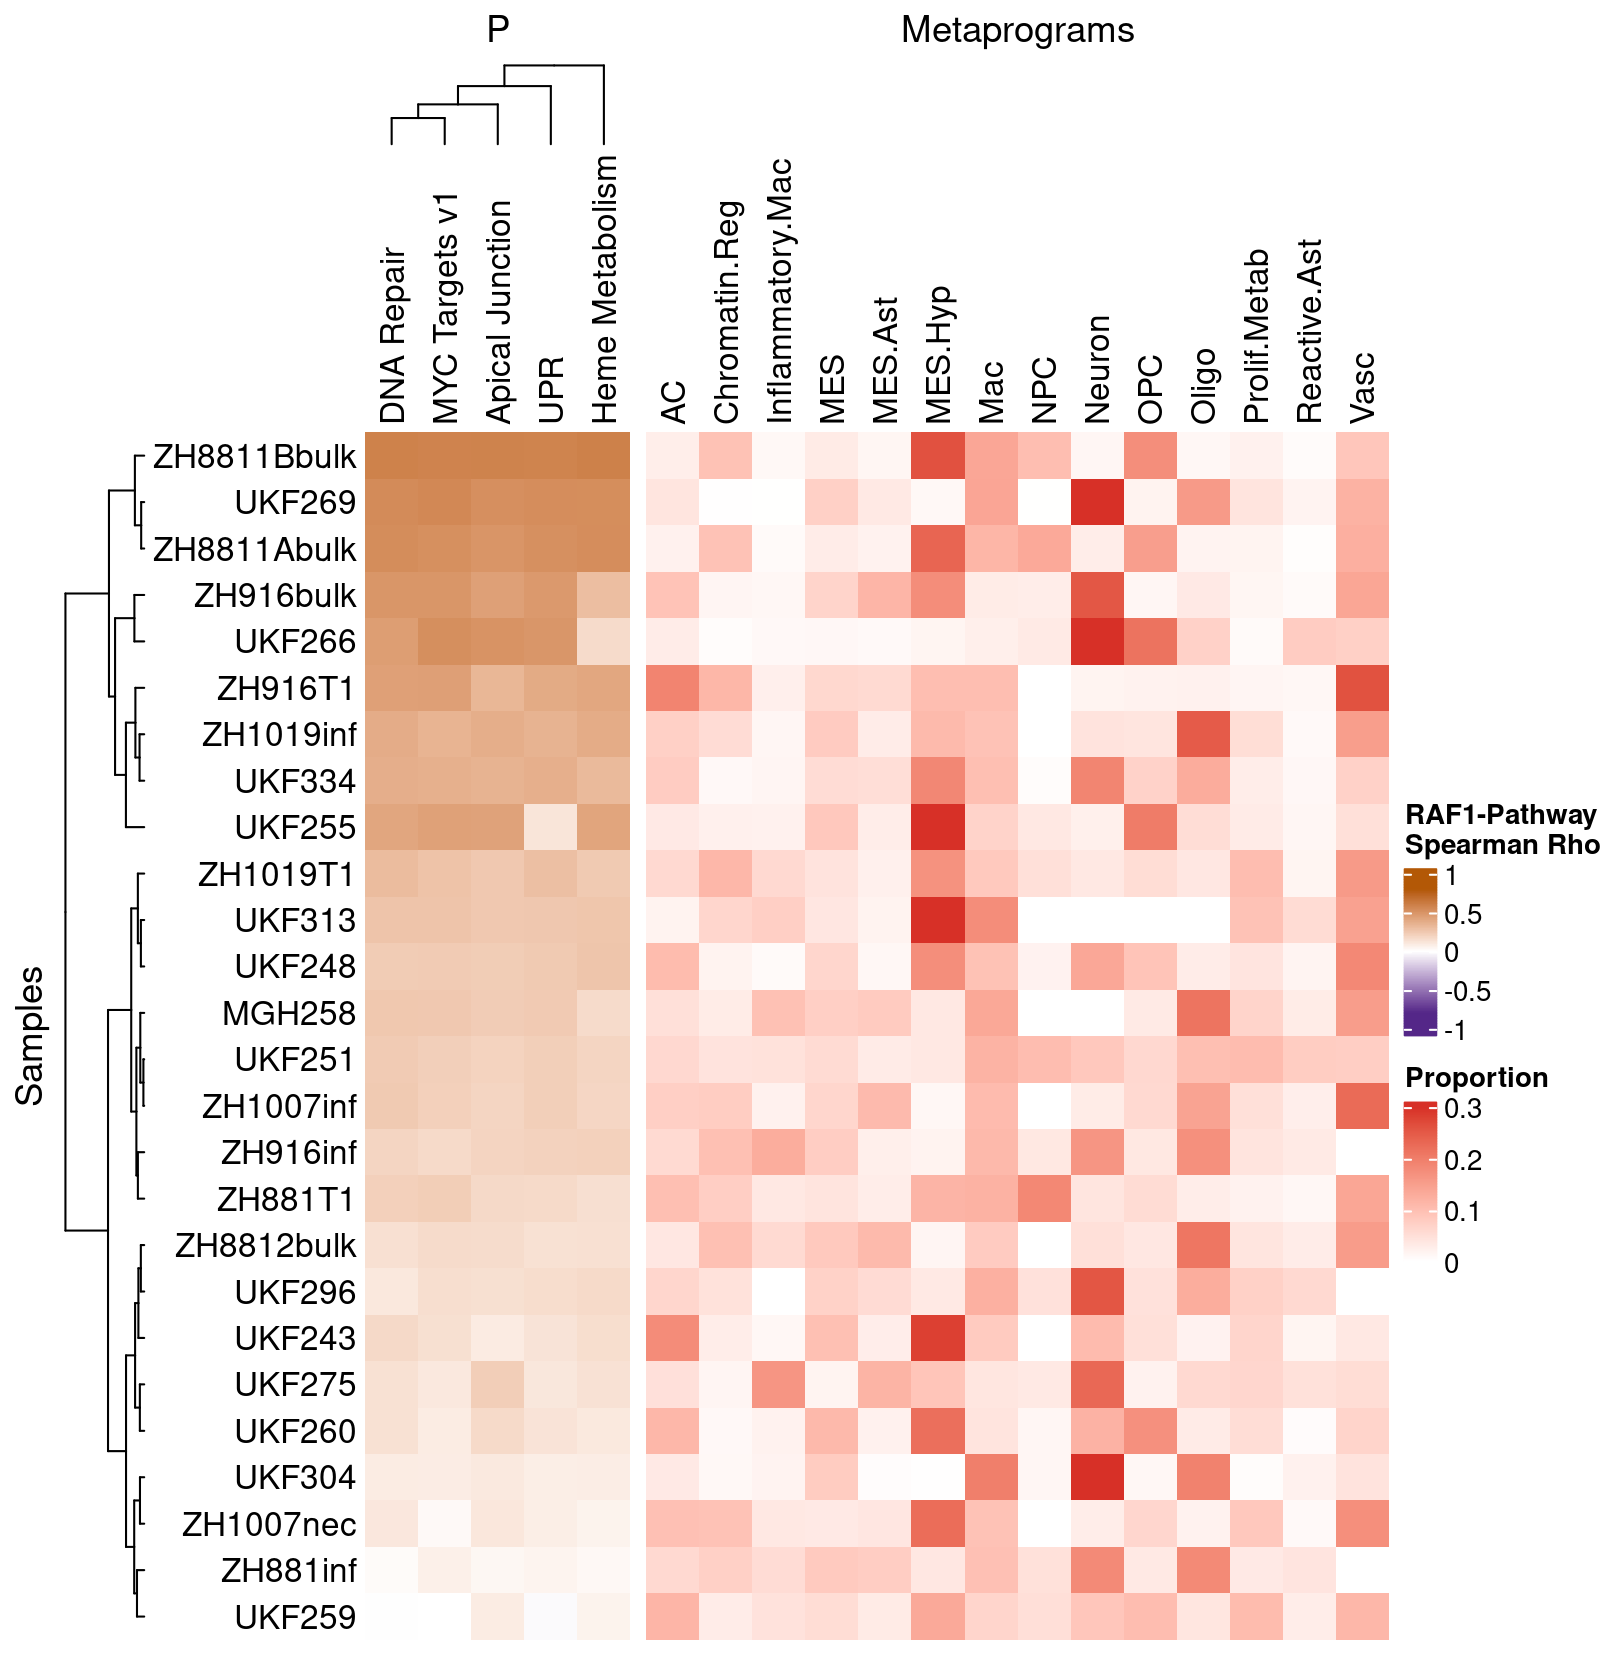 P
Metaprograms
DNA Repair
MYC Targets v1
Apical Junction
UPR
Heme Metabolism
AC
Chromatin.Reg
Inflammatory.Mac
MES
MES.Ast
MES.Hyp
Mac
NPC
Neuron
OPC
Oligo
Prolif.Metab
Reactive.Ast
Vasc
Samples
ZH8811Bbulk
UKF269
ZH8811Abulk
ZH916bulk
UKF266
ZH916T1
ZH1019inf
UKF334
UKF255
ZH1019T1
UKF313
UKF248
MGH258
UKF251
ZH1007inf
ZH916inf
ZH881T1
ZH8812bulk
UKF296
UKF243
UKF275
UKF260
UKF304
ZH1007nec
ZH881inf
UKF259
RAF1-Pathway
Spearman Rho
1
0.5
0
-0.5
-1
Proportion
0.3
0.2
0.1
0